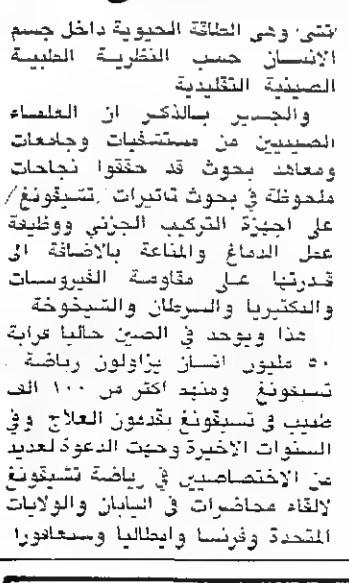 تشي، وهي الطاقة الحيوية داخل جسم
الانسان حسب النظرية الطبية
الصينية التقليدية
والجدير بالذكر ان العلماء
الصينيين من مستشفيات وجامعات
ومعاهد بحوث قد حققوا نجاحات
ملحوظة في بحوث تاثيرات /تشيقونغ/
على اجهزة التركيب الجزئي ووظيفة
عمل الدماغ والمناعة بالاضافة الى
قدرتها على مقاومة الفيروسات
والبكتيريا والسرطان والشيخوخة
هذا ويوجد في الصين حاليا قرابة
٥٠ مليون انسان يزاولون رياضة
تسيقونغ ومنهم اكثر من ١٠٠ الف
طبيب في تسيقونغ يقدمون العلاج وفي
السنوات الاخيرة وجهت الدعوة لعديد
من الاختصاصيين في رياضة تشيقونغ
لالقاء محاضرات في اليابان والولايات
المتحدة وفرنسا وايطاليا وسنغافورا